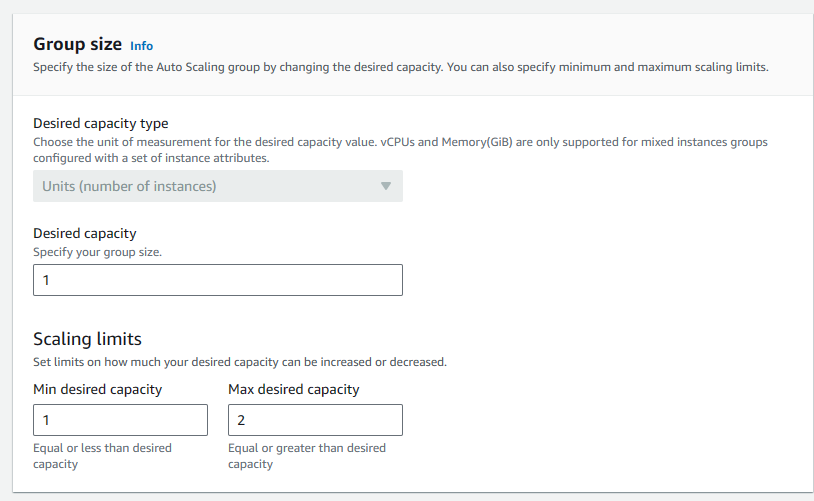 Group size Info
Specify the size of the Auto Scaling group by changing the desired capacity. You can also specify minimum and maximum scaling limits.
Desired capacity type
Choose the unit of measurement for the desired capacity value. vCPUs and Memory(GiB) are only supported for mixed instances groups
configured with a set of instance attributes.
Units (number of instances)
Desired capacity
Specify your group size.
1
Scaling limits
Set limits on how much your desired capacity can be increased or decreased.
Min desired capacity
1
Equal or less than desired
capacity
Max desired capacity
2
Equal or greater than desired
capacity